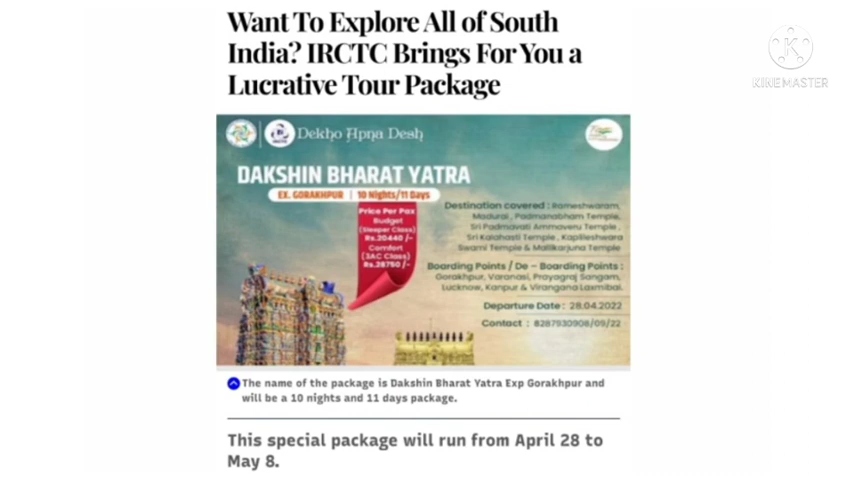 Want To Explore All of South
India? IRCTC Brings For You a
Lucrative Tour Package
KINEMASTER
Dekho Apna Desh
DAKSHIN BHARAT YATRA
EX. GORAKHPUR | 10 Nights/11 Days
Price Per Pax
Budget
(Sleeper Class)
Rs.20440 /-
Comfort
(3AC Class)
Rs.28750 /-
Destination covered : Rameshwaram,
Madurai , Padmanabham Temple,
Sri Padmavati Ammaveru Temple ,
Sri Kalahasti Temple , Kapilleshwara
Swami Temple & Mallikarjuna Temple
Boarding Points / De - Boarding Points :
Gorakhpur, Varanasi, Prayagraj Sangam,
Lucknow, Kanpur & Virangana Laxmibai.
Departure Date : 28.04.2022
Contact : 8287930908/09/22
The name of the package is Dakshin Bharat Yatra Exp Gorakhpur and
will be a 10 nights and 11 days package.
This special package will run from April 28 to
May 8.